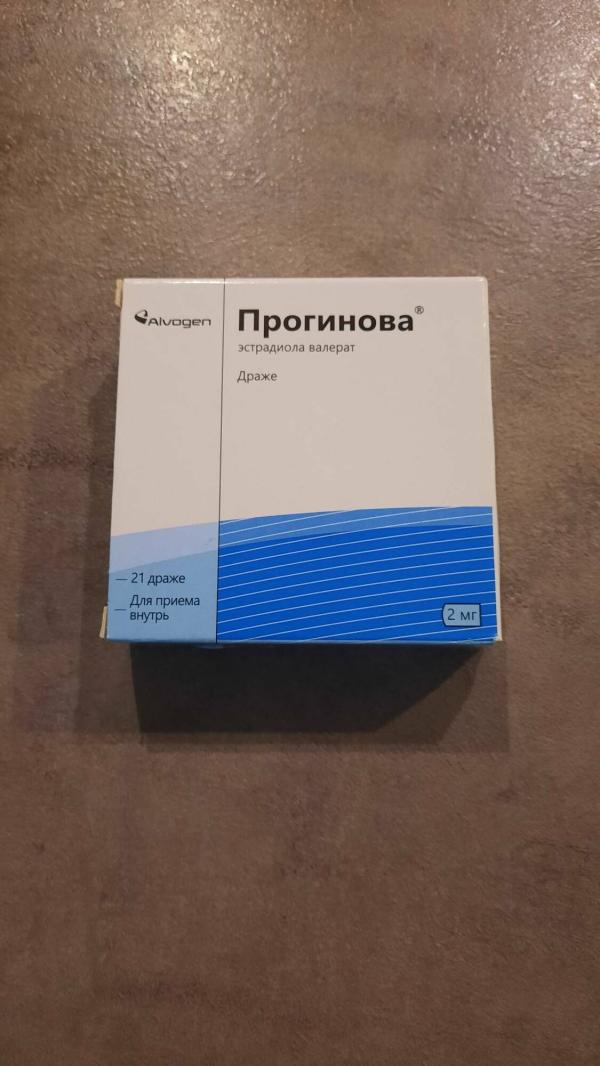 Alvogen
Прогинова®
эстрадиола валерат
Драже
— 21 драже
— Для приема
внутрь
2 мг